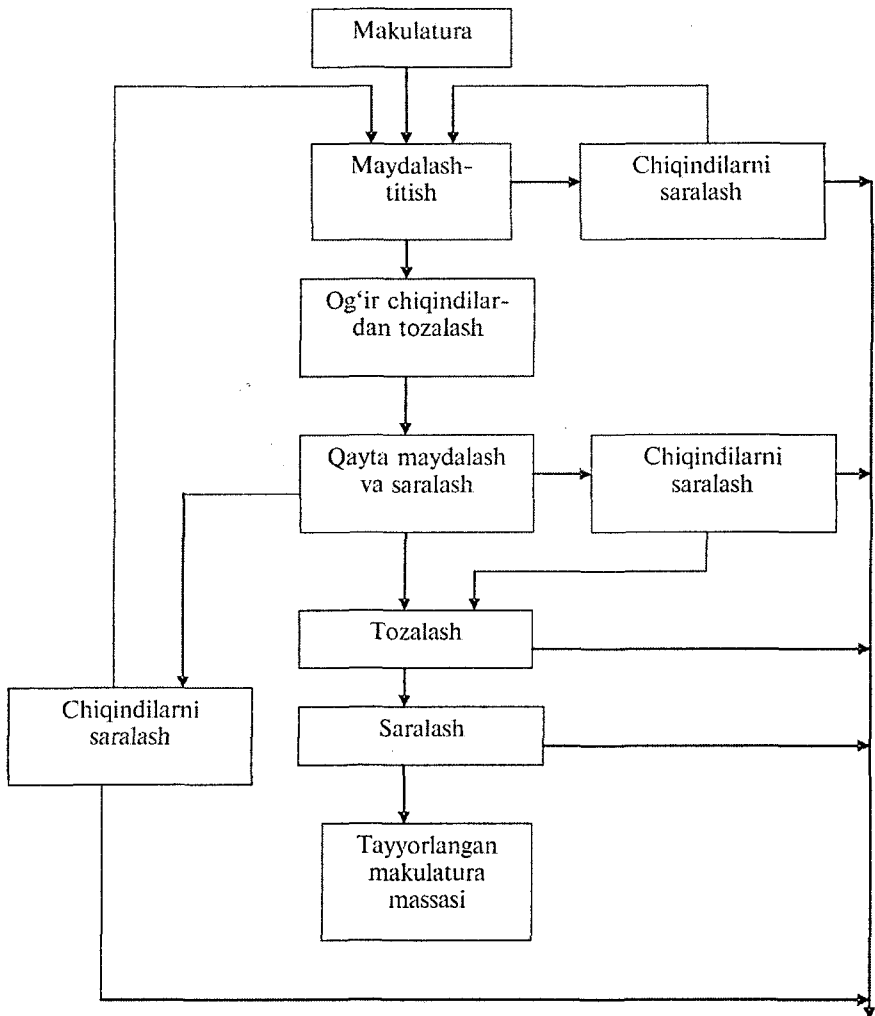 Makulatura
Maydalash-
titish
Chiqindilarni
saralash
Og‘ir chiqindilar-
dan tozalash
Qayta maydalash
va saralash
Chiqindilarni
saralash
Tozalash
Chiqindilarni
saralash
Saralash
Tayyorlangan
makulatura
massasi